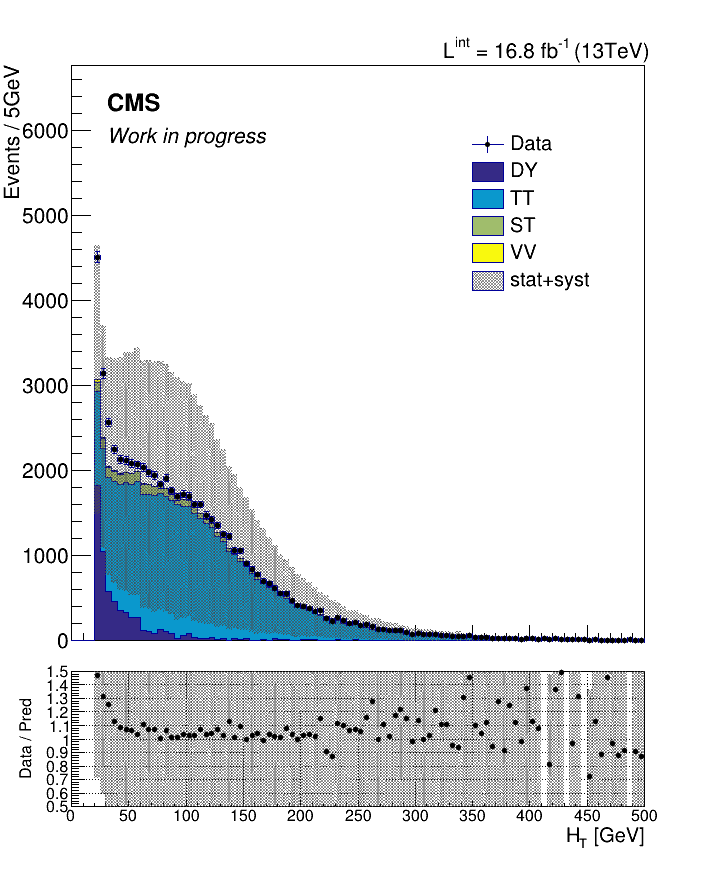 L^int = 16.8 fb^-1 (13TeV)
Events / 5GeV
CMS
Work in progress
Data
DY
TT
ST
VV
stat+syst
6000
5000
4000
3000
2000
1000
0
Data / Pred
1.5
1.4
1.3
1.2
1.1
1
0.9
0.8
0.7
0.6
0.5
0 50 100 150 200 250 300 350 400 450 500
H_T [GeV]